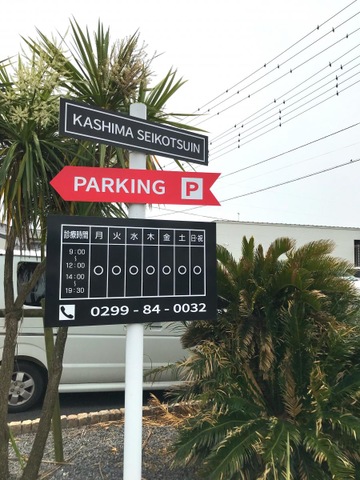 KASHIMA SEIKOTSUIN
PARKING P
診療時間 月 火 水 木 金 土 日・祝
9:00
~
12:00 ○ ○ ○ ○ ○ ○ ○
14:00
~
19:30
0299-84-0032